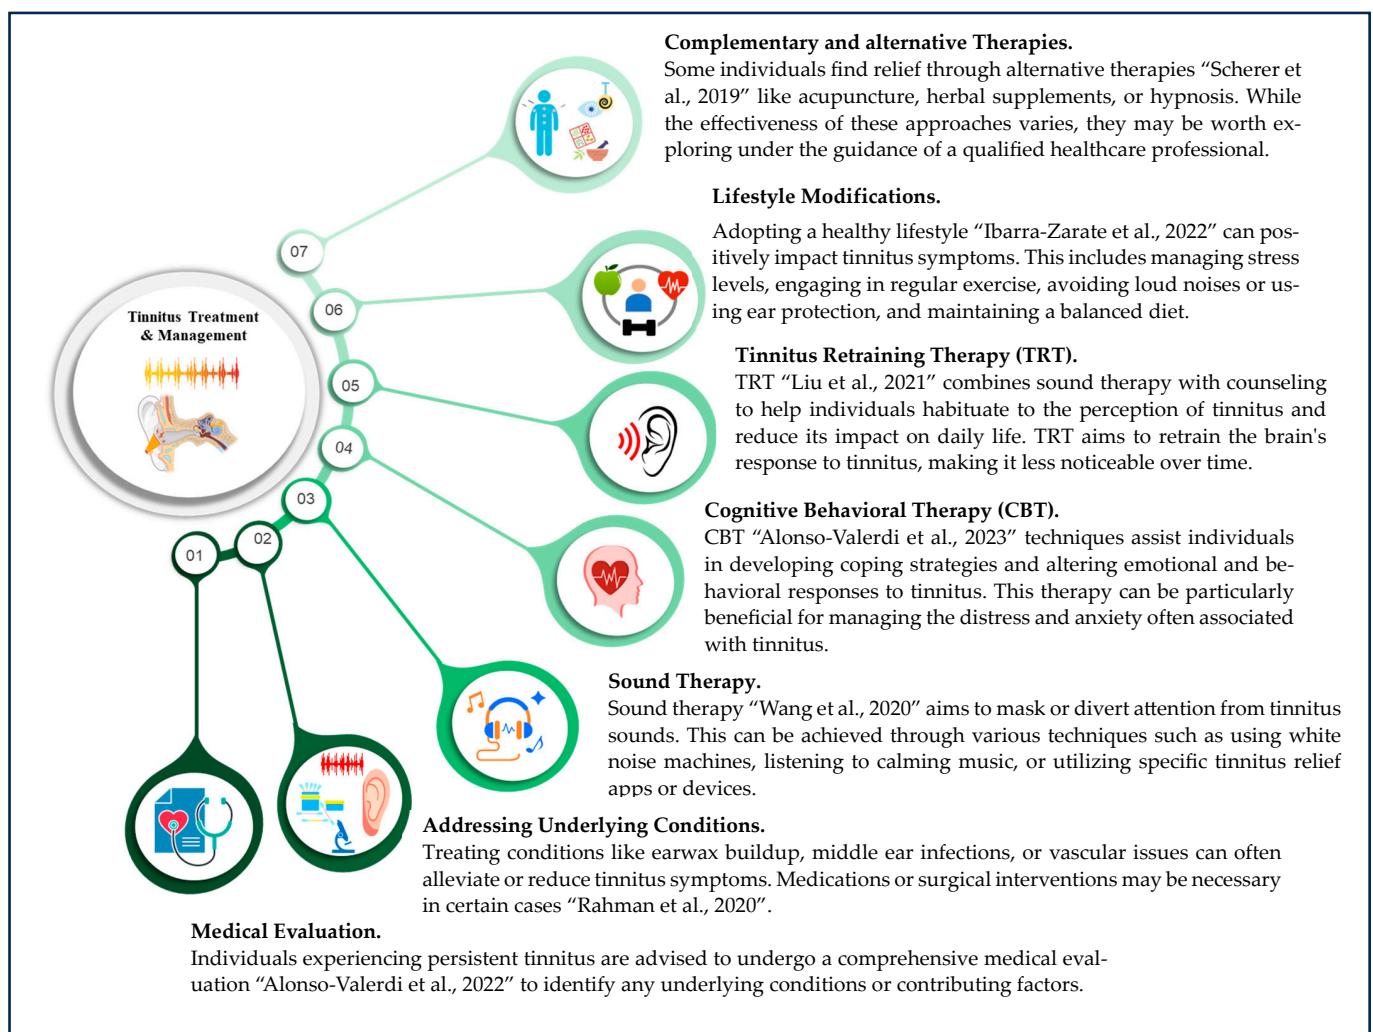 Complementary and alternative Therapies.
Some individuals find relief through alternative therapies “Scherer et
al., 2019” like acupuncture, herbal supplements, or hypnosis. While
the effectiveness of these approaches varies, they may be worth ex-
ploring under the guidance of a qualified healthcare professional.
Lifestyle Modifications.
Adopting a healthy lifestyle “Ibarra-Zarate et al., 2022” can pos-
itively impact tinnitus symptoms. This includes managing stress
levels, engaging in regular exercise, avoiding loud noises or us-
ing ear protection, and maintaining a balanced diet.
07
06
05
04
03
02
01
Tinnitus Treatment
& Management
Tinnitus Retraining Therapy (TRT).
TRT “Liu et al., 2021” combines sound therapy with counseling
to help individuals habituate to the perception of tinnitus and
reduce its impact on daily life. TRT aims to retrain the brain's
response to tinnitus, making it less noticeable over time.
Cognitive Behavioral Therapy (CBT).
CBT “Alonso-Valerdi et al., 2023” techniques assist individuals
in developing coping strategies and altering emotional and be-
havioral responses to tinnitus. This therapy can be particularly
beneficial for managing the distress and anxiety often associated
with tinnitus.
Sound Therapy.
Sound therapy “Wang et al., 2020” aims to mask or divert attention from tinnitus
sounds. This can be achieved through various techniques such as using white
noise machines, listening to calming music, or utilizing specific tinnitus relief
apps or devices.
Addressing Underlying Conditions.
Treating conditions like earwax buildup, middle ear infections, or vascular issues can often
alleviate or reduce tinnitus symptoms. Medications or surgical interventions may be necessary
in certain cases “Rahman et al., 2020”.
Medical Evaluation.
Individuals experiencing persistent tinnitus are advised to undergo a comprehensive medical eval-
uation “Alonso-Valerdi et al., 2022” to identify any underlying conditions or contributing factors.